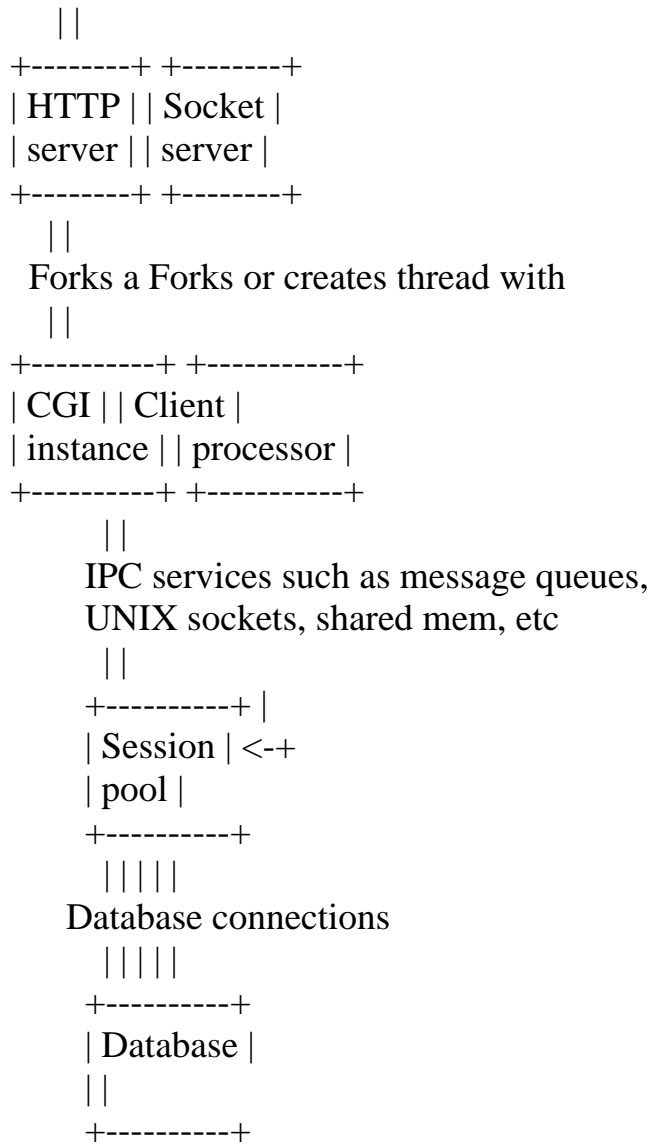 | |
+--------+ +--------+
| HTTP | | Socket |
| server | | server |
+--------+ +--------+
| |
Forks a Forks or creates thread with
| |
+----------+ +-----------+
| CGI | | Client |
| instance | | processor |
+----------+ +-----------+
| |
IPC services such as message queues,
UNIX sockets, shared mem, etc
| |
+----------+ |
| Session | <-+
| pool |
+----------+
| | | | |
Database connections
| | | | |
+----------+
| Database |
| |
+----------+